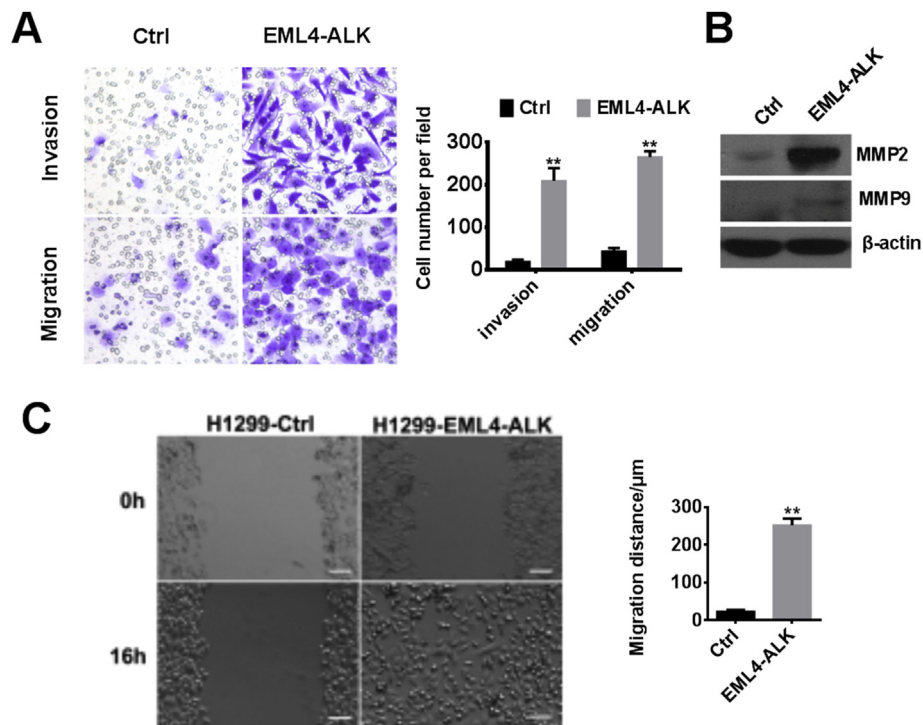 A
Ctrl
EML4-ALK
Invasion
Migration
Ctrl
EML4-ALK
Cell number per field
300
200
100
0
**
**
invasion
migration
B
Ctrl
EML4-ALK
MMP2
MMP9
β-actin
C
H1299-Ctrl
H1299-EML4-ALK
0h
16h
Migration distance/μm
300
200
100
0
**
Ctrl
EML4-ALK